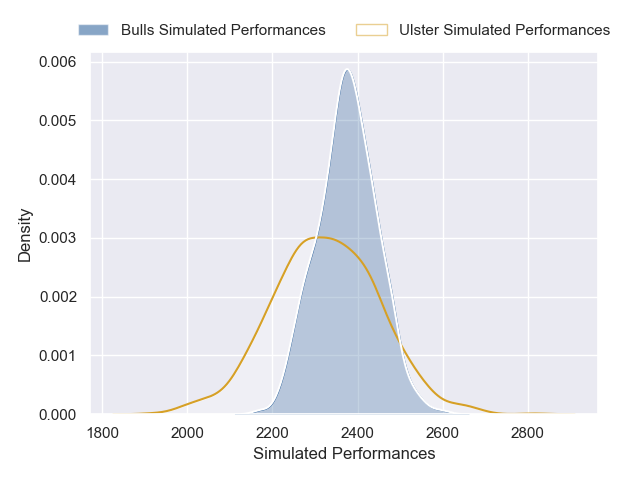 Bulls Simulated Performances Ulster Simulated Performances
0.006
0.005
0.004
0.003
0.002
0.001
0.000
Density
1800 2000 2200 2400 2600 2800
Simulated Performances